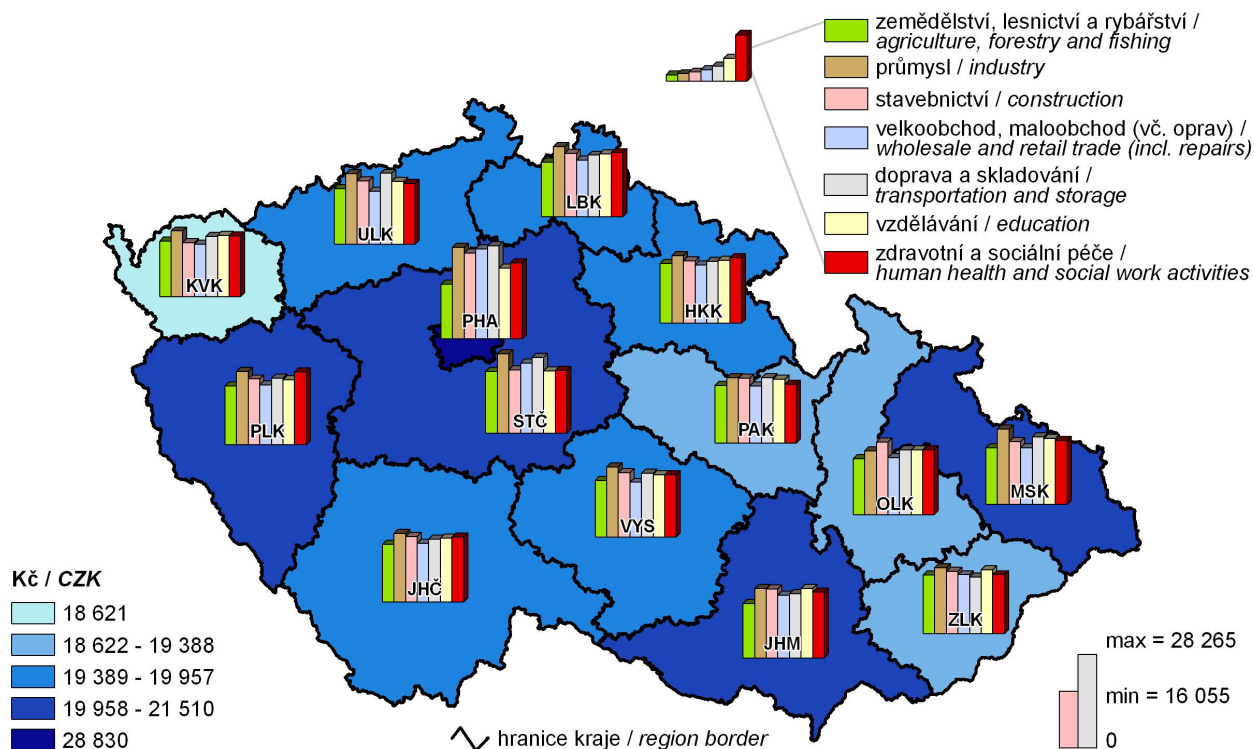 zemědělství, lesnictví a rybářství /
agriculture, forestry and fishing
průmysl / industry
stavebnictví / construction
velkoobchod, maloobchod (vč. oprav) /
wholesale and retail trade (incl. repairs)
doprava a skladování /
transportation and storage
vzdělávání / education
zdravotní a sociální péče /
human health and social work activities
LBK
ULK
KVK
PHA
HKK
STČ
PLK
PAK
OLK
MSK
VYS
JHČ
ZLK
JHM
Kč / CZK
18 621
18 622 - 19 388
19 389 - 19 957
19 958 - 21 510
28 830
hranice kraje / region border
max = 28 265
min = 16 055
0